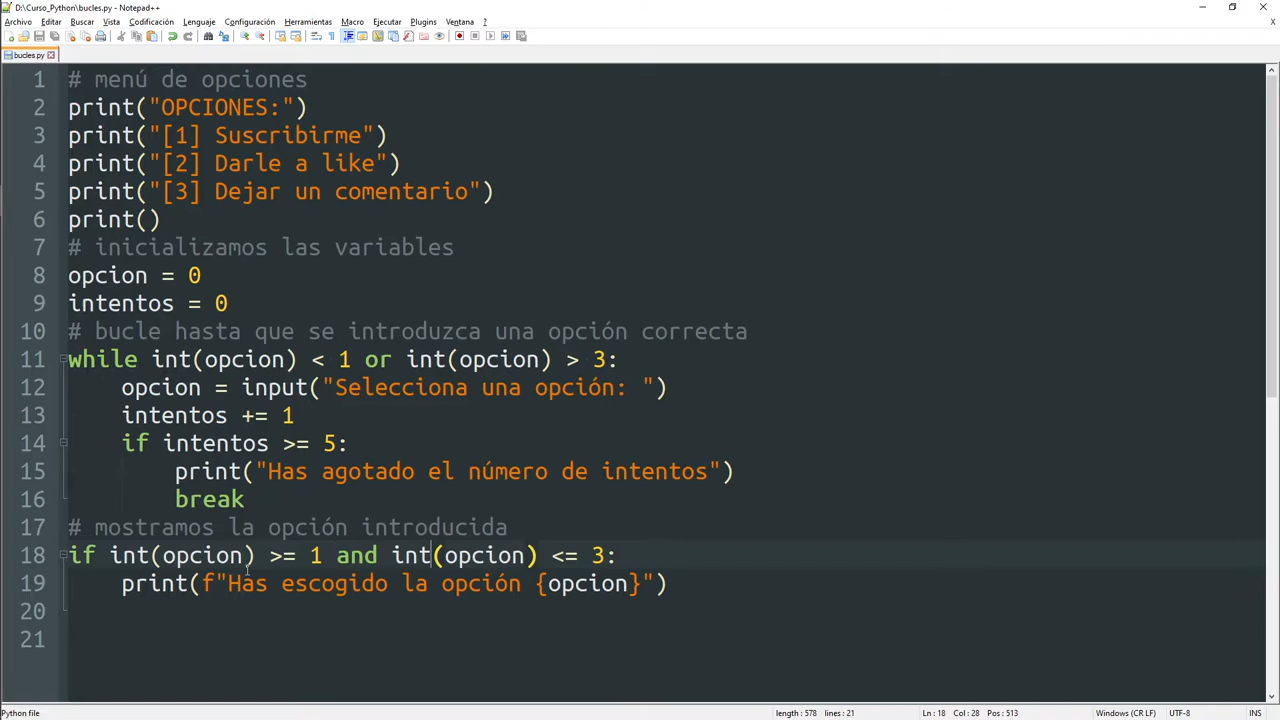 D:\Curso_Python\bucles.py - Notepad++
Archivo Editar Buscar Vista Codificación Lenguaje Configuración Herramientas Macro Ejecutar Plugins Ventana ?
bucles.py
1 # menú de opciones
2 print("OPCIONES:")
3 print("[1] Suscribirme")
4 print("[2] Darle a like")
5 print("[3] Dejar un comentario")
6 print()
7 # inicializamos las variables
8 opcion = 0
9 intentos = 0
10 # bucle hasta que se introduzca una opción correcta
11 while int(opcion) < 1 or int(opcion) > 3:
12     opcion = input("Selecciona una opción: ")
13     intentos += 1
14     if intentos >= 5:
15         print("Has agotado el número de intentos")
16         break
17 # mostramos la opción introducida
18 if int(opcion) >= 1 and int(opcion) <= 3:
19     print(f"Has escogido la opción {opcion}")
20
21
Python file length : 578 lines : 21 Ln : 18 Col : 28 Pos : 513 Windows (CR LF) UTF-8 INS